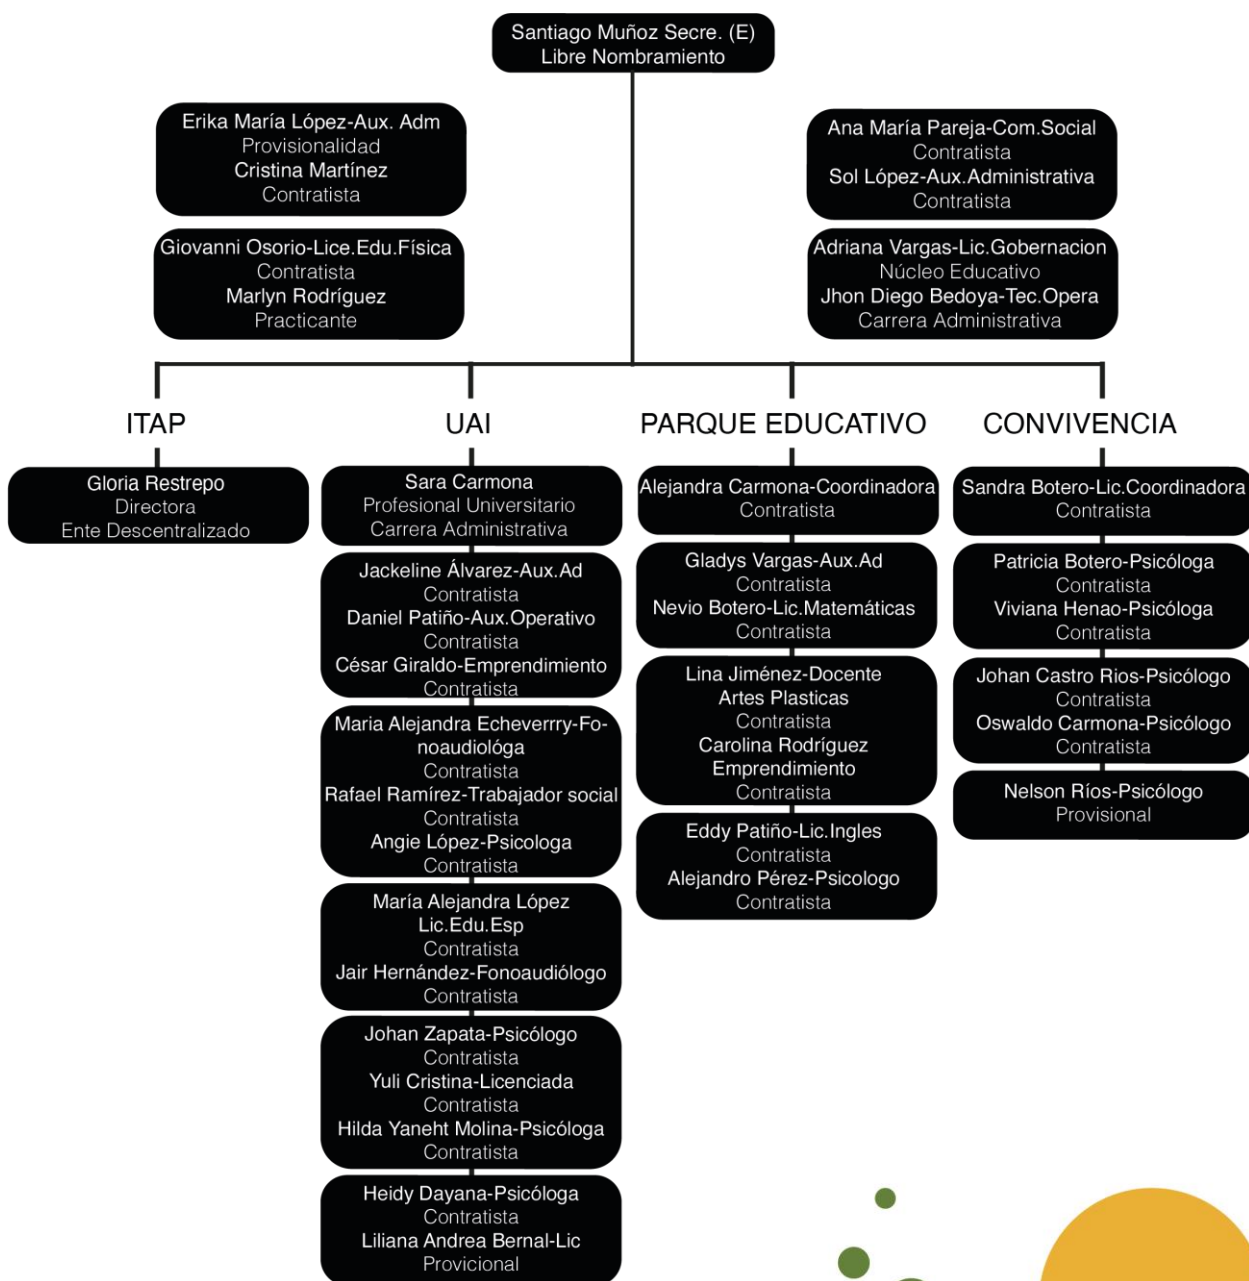 Santiago Muñoz Secre. (E)
Libre Nombramiento
Erika María López-Aux. Adm
Provisionalidad
Cristina Martínez
Contratista
Giovanni Osorio-Lice.Edu.Física
Contratista
Marlyn Rodríguez
Practicante
Ana María Pareja-Com.Social
Contratista
Sol López-Aux.Administrativa
Contratista
Adriana Vargas-Lic.Gobernacion
Núcleo Educativo
Jhon Diego Bedoya-Tec.Opera
Carrera Administrativa
ITAP
Gloria Restrepo
Directora
Ente Descentralizado
UAI
Sara Carmona
Profesional Universitario
Carrera Administrativa
Jackeline Álvarez-Aux.Ad
Contratista
Daniel Patiño-Aux.Operativo
Contratista
César Giraldo-Emprendimiento
Contratista
Maria Alejandra Echeverrry-Fo-
noaudiológa
Contratista
Rafael Ramírez-Trabajador social
Contratista
Angie López-Psicologa
Contratista
María Alejandra López
Lic.Edu.Esp
Contratista
Jair Hernández-Fonoaudiólogo
Contratista
Johan Zapata-Psicólogo
Contratista
Yuli Cristina-Licenciada
Contratista
Hilda Yaneht Molina-Psicóloga
Contratista
Heidy Dayana-Psicóloga
Contratista
Liliana Andrea Bernal-Lic
Provicional
PARQUE EDUCATIVO
Alejandra Carmona-Coordinadora
Contratista
Gladys Vargas-Aux.Ad
Contratista
Nevio Botero-Lic.Matemáticas
Contratista
Lina Jiménez-Docente
Artes Plasticas
Contratista
Carolina Rodríguez
Emprendimiento
Contratista
Eddy Patiño-Lic.Ingles
Contratista
Alejandro Pérez-Psicologo
Contratista
CONVIVENCIA
Sandra Botero-Lic.Coordinadora
Contratista
Patricia Botero-Psicóloga
Contratista
Viviana Henao-Psicóloga
Contratista
Johan Castro Rios-Psicólogo
Contratista
Oswaldo Carmona-Psicólogo
Contratista
Nelson Ríos-Psicólogo
Provisional